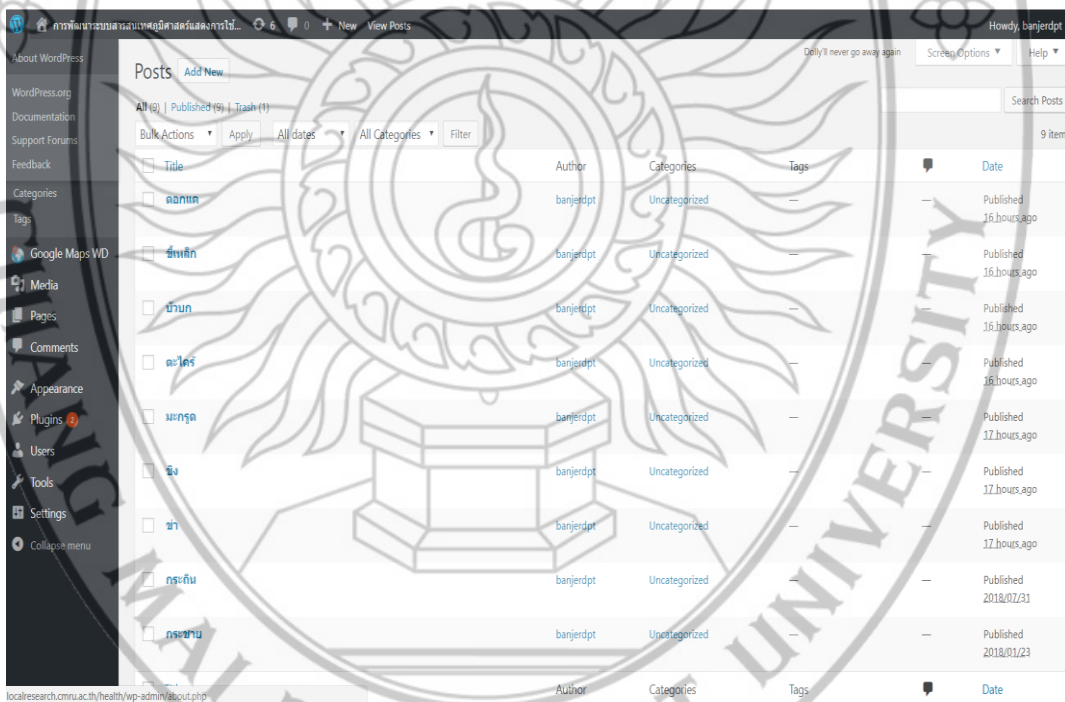 การพัฒนาระบบสารสนเทศภูมิศาสตร์แสดงการใช้... 6 0 New View Posts Howdy, banjerdpt
About WordPress
WordPress.org
Documentation
Support Forums
Feedback
Categories
Tags
Google Maps WD
Media
Pages
Comments
Appearance
Plugins 2
Users
Tools
Settings
Collapse menu
Dolly'll never go away again Screen Options Help
Posts Add New
All (9) | Published (9) | Trash (1) Search Posts
Bulk Actions Apply All dates All Categories Filter 9 item
Title Author Categories Tags Date
ดอกแค banjerdpt Uncategorized — — Published
16 hours ago
ขี้เหล็ก banjerdpt Uncategorized — — Published
16 hours ago
บัวบก banjerdpt Uncategorized — — Published
16 hours ago
ตะไคร้ banjerdpt Uncategorized — — Published
16 hours ago
มะกรูด banjerdpt Uncategorized — — Published
17 hours ago
ขิง banjerdpt Uncategorized — — Published
17 hours ago
ข่า banjerdpt Uncategorized — — Published
17 hours ago
กระถิน banjerdpt Uncategorized — — Published
2018/07/31
กระชาย banjerdpt Uncategorized — — Published
2018/01/23
Title Author Categories Tags Date
localresearch.cmru.ac.th/health/wp-admin/about.php
CHIANG MAI
UNIVERSITY